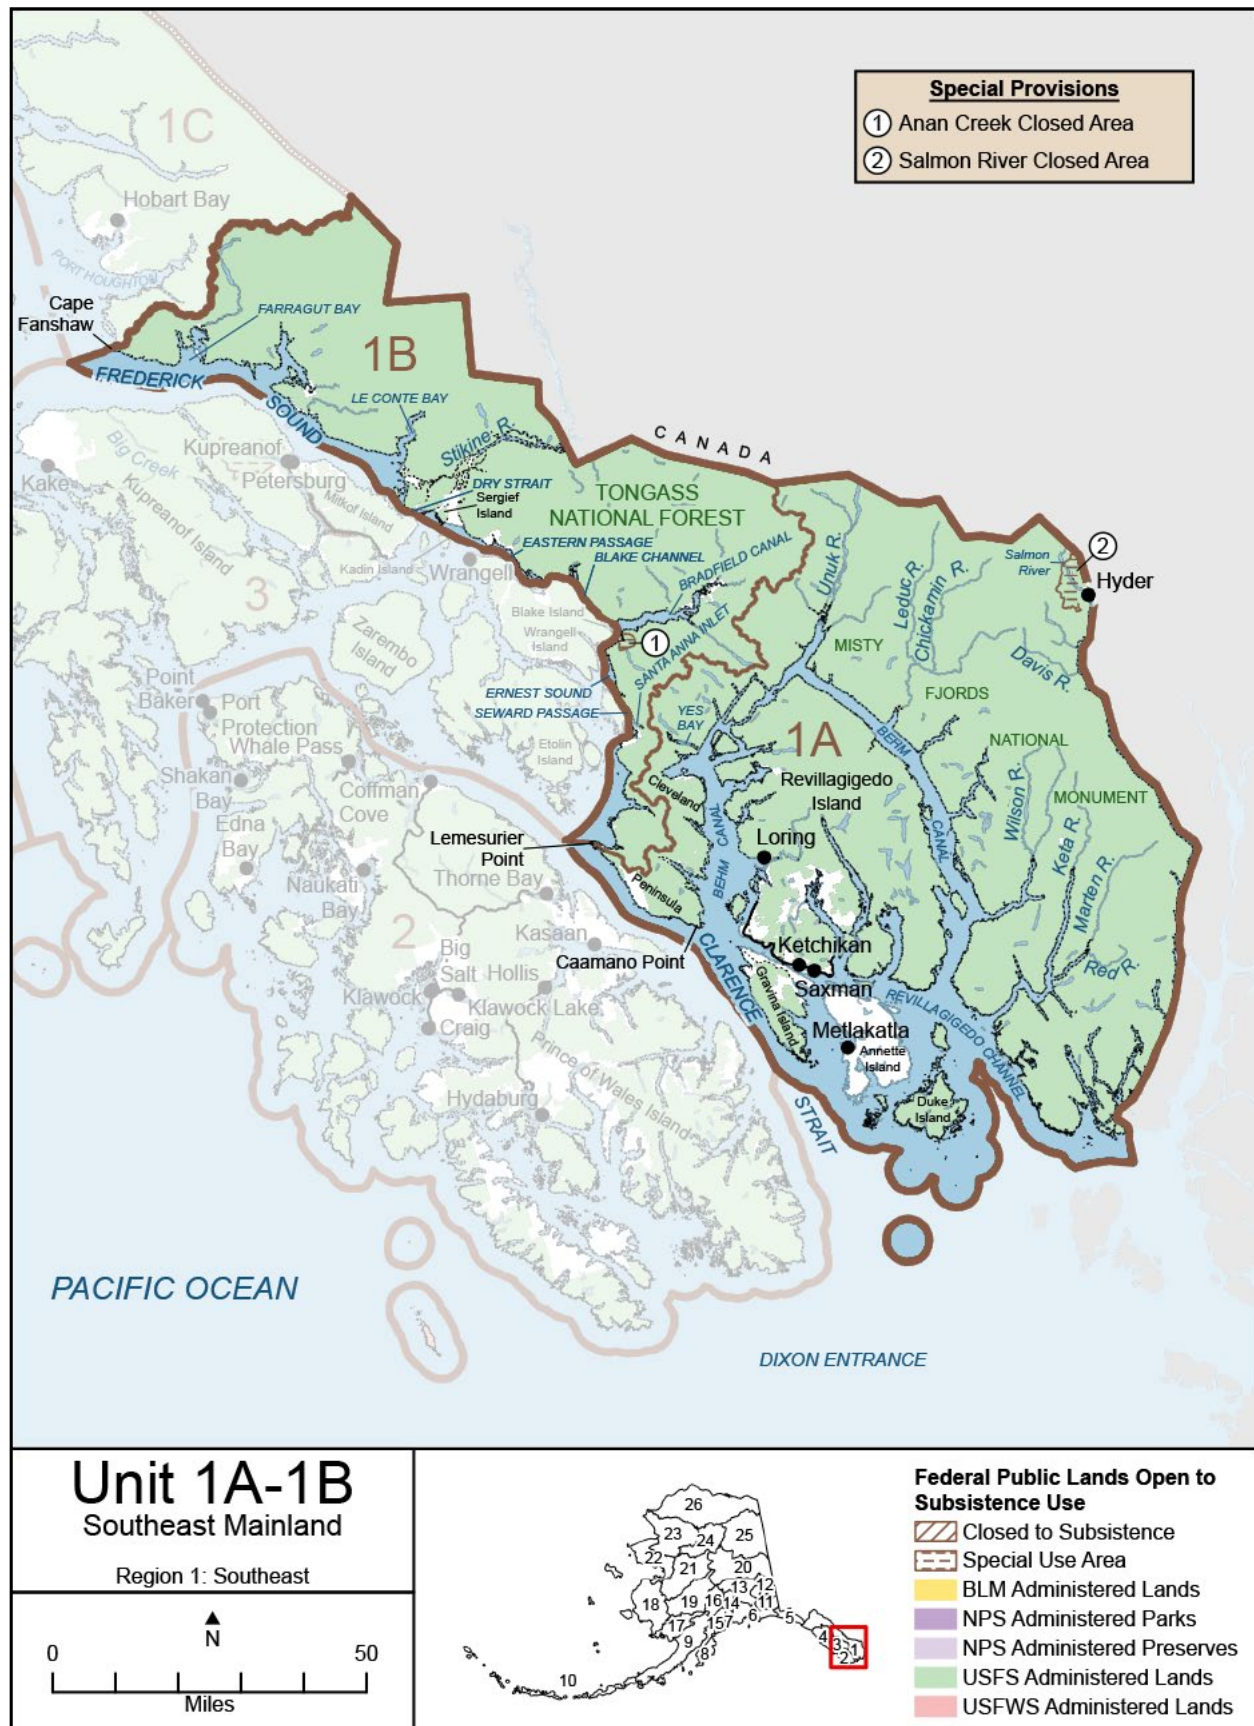 Special Provisions
1 Anan Creek Closed Area
2 Salmon River Closed Area
1C
Hobart Bay
PORT HOUGHTON
Cape
Fanshaw
FARRAGUT BAY
1B
FREDERICK
SOUND
LE CONTE BAY
Stikine R.
CANADA
Big Creek
Kupreanof
Petersburg
Kake
Kupreanof Island
Mitkof Island
DRY STRAIT
Sergief
Island
TONGASS
NATIONAL FOREST
EASTERN PASSAGE
BLAKE CHANNEL
BRADFIELD CANAL
Kadin Island
Wrangell
3
Unuk R.
Leduc R.
Chickamin R.
Salmon
River
2
Hyder
Blake Island
Wrangell
Island
1
SANTA ANNA INLET
Zarembo
Island
MISTY
Davis R.
Point
Baker
Port
Protection
ERNEST SOUND
SEWARD PASSAGE
YES
BAY
FJORDS
Whale Pass
Etolin
Island
1A
BEHM
NATIONAL
Shakan
Bay
Coffman
Cove
Cleveland
Revillagigedo
Island
Wilson R.
MONUMENT
Edna
Bay
Lemesurier
Point
BEHM CANAL
Loring
CANAL
Keta R.
Marten R.
Naukati
Bay
Thorne Bay
Peninsula
2
Kasaan
Big
Salt
Hollis
Caamano Point
CLARENCE
Ketchikan
Saxman
Red R.
Klawock
Klawock Lake
Gravina Island
REVILLAGIGEDO CHANNEL
Craig
Metlakatla
Annette
Island
Prince of Wales Island
Hydaburg
STRAIT
Duke
Island
PACIFIC OCEAN
DIXON ENTRANCE
Unit 1A-1B
Southeast Mainland
Region 1: Southeast
N
0 50
Miles
26
23
24
25
22
21
20
18
19
16
13
12
14
11
17
15
7
6
5
9
8
10
4
3
1
2
Federal Public Lands Open to
Subsistence Use
Closed to Subsistence
Special Use Area
BLM Administered Lands
NPS Administered Parks
NPS Administered Preserves
USFS Administered Lands
USFWS Administered Lands